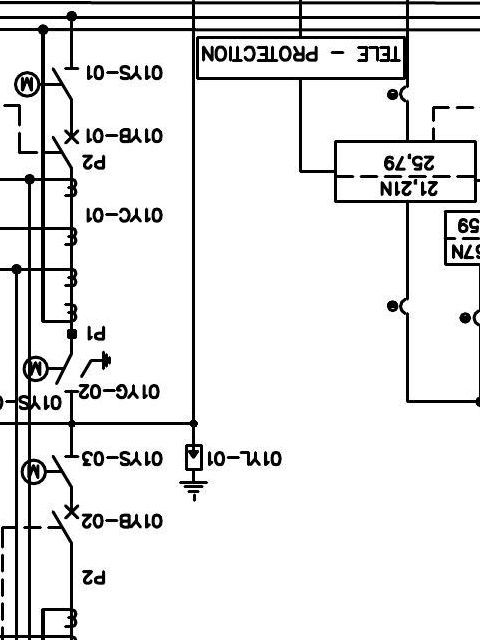 P2
01YB-02
M
01YS-03
01YL-01
01YS-0
01YG-02
M
P1
67N
59
01YC-01
21,21N
25,79
P2
01YB-01
M
01YS-01
TELE - PROTECTION